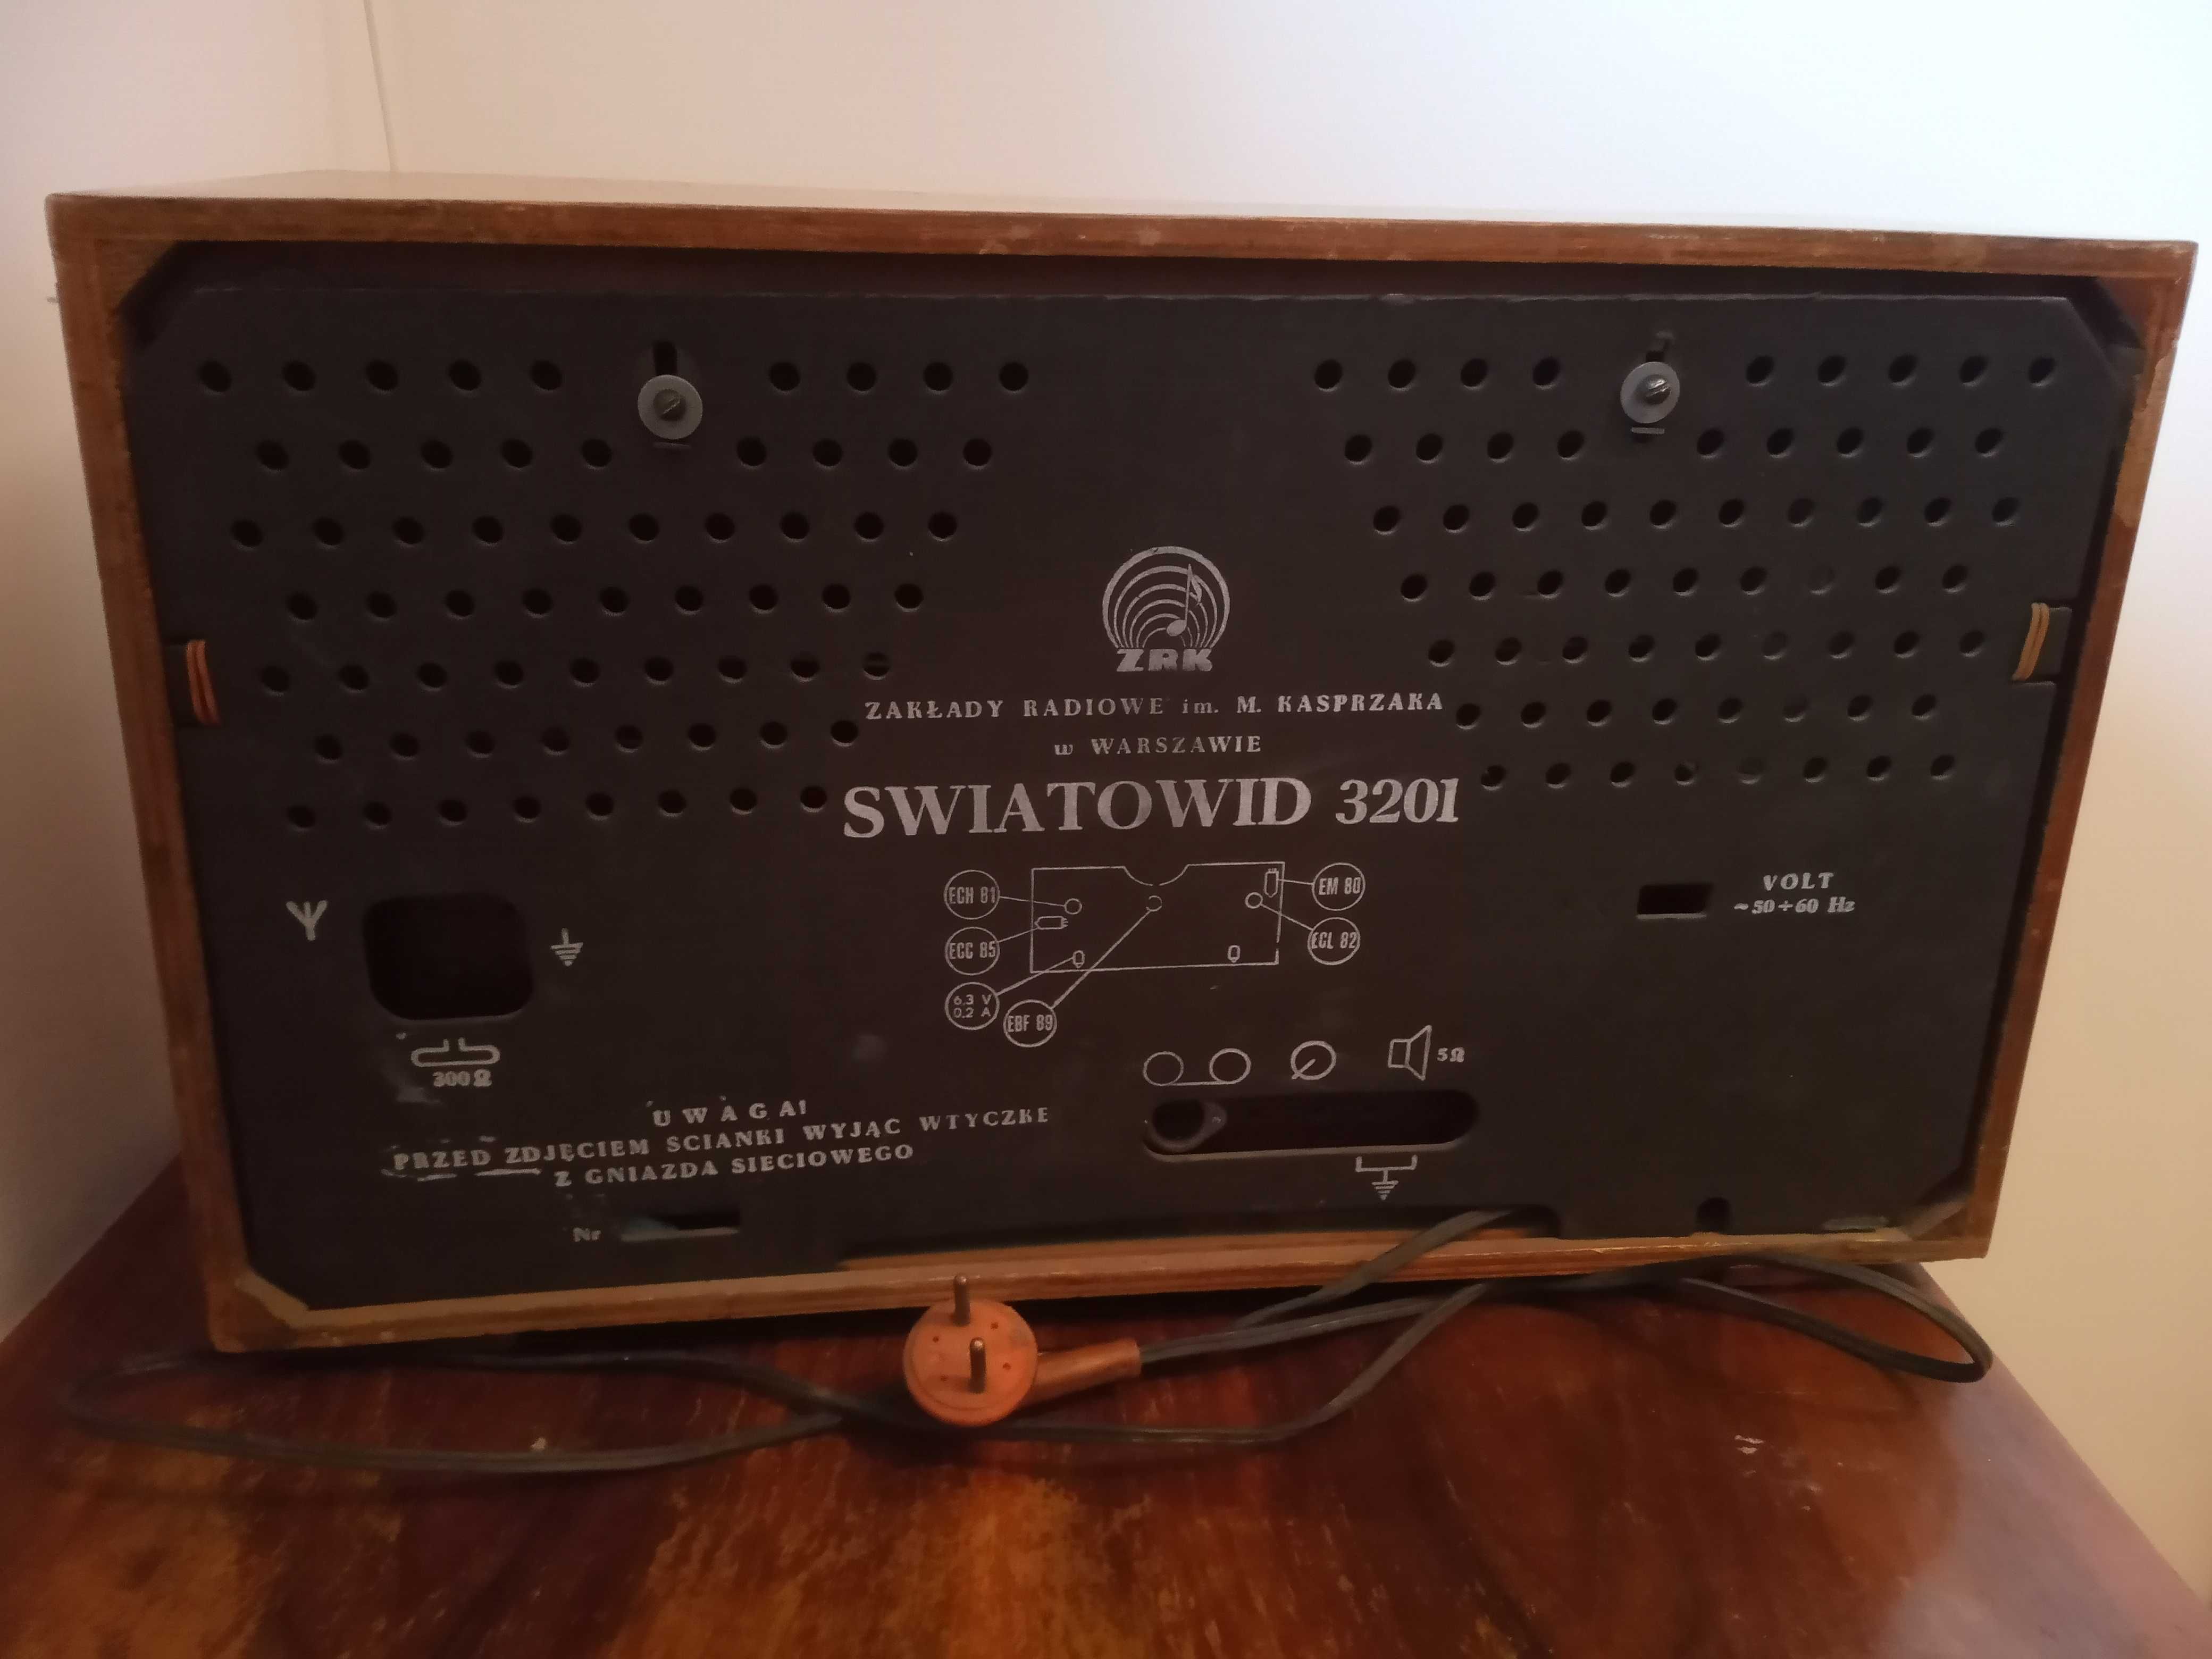 ZRK
ZAKŁADY RADIOWE im. M. KASPRZAKA
w WARSZAWIE
SWIATOWID 3201
ECH 81
EM 80
ECC 85
ECL 82
6,3 V
0,2 A
EBF 89
VOLT
~50÷60 Hz
300Ω
5Ω
UWAGA!
PRZED ZDJĘCIEM SCIANKI WYJĄC WTYCZKE
Z GNIAZDA SIECIOWEGO
Nr